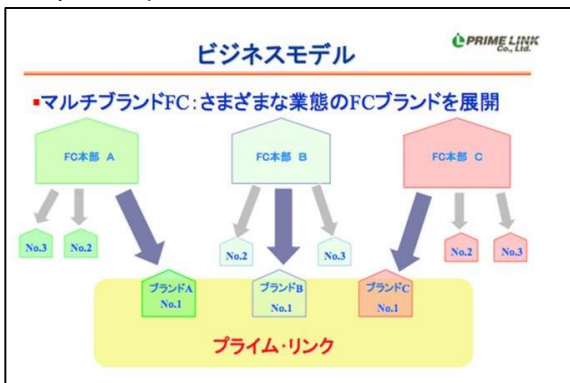 ビジネスモデル
PRIME LINK
Co., Ltd.
▪マルチブランドFC:さまざまな業態のFCブランドを展開
FC本部 A
FC本部 B
FC本部 C
No.3
No.2
No.2
No.3
No.2
No.3
ブランドA
No.1
ブランドB
No.1
ブランドC
No.1
プライム・リンク